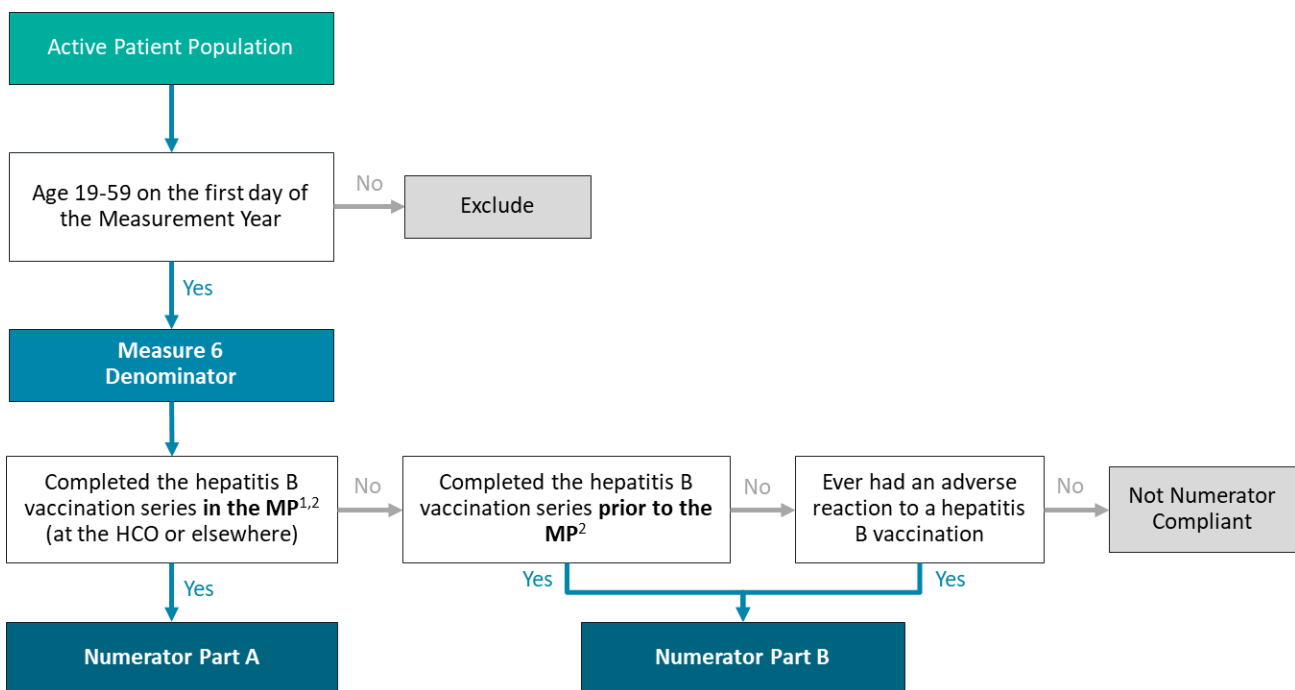 Active Patient Population
Age 19-59 on the first day of
the Measurement Year
No
Exclude
Yes
Measure 6
Denominator
Completed the hepatitis B
vaccination series in the MP1,2
(at the HCO or elsewhere)
No
Completed the hepatitis B
vaccination series prior to the
MP2
No
Ever had an adverse
reaction to a hepatitis
B vaccination
No
Not Numerator
Compliant
Yes
Yes
Yes
Numerator Part A
Numerator Part B